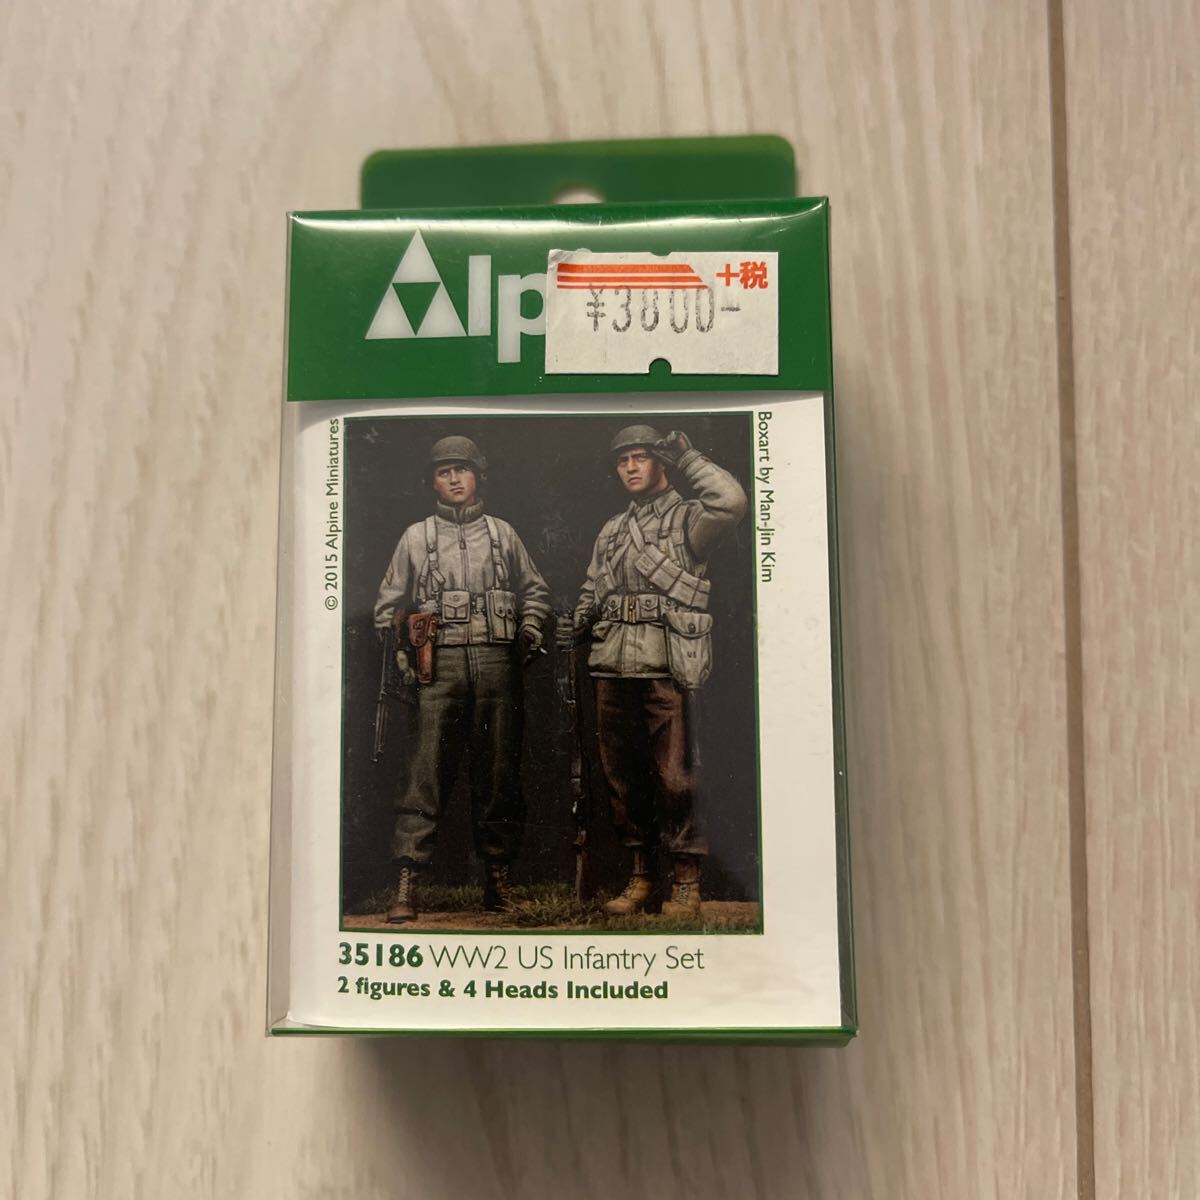 Alp
+税
¥3800-
© 2015 Alpine Miniatures
Boxart by Man-Jin Kim
US
35186 WW2 US Infantry Set
2 figures & 4 Heads Included